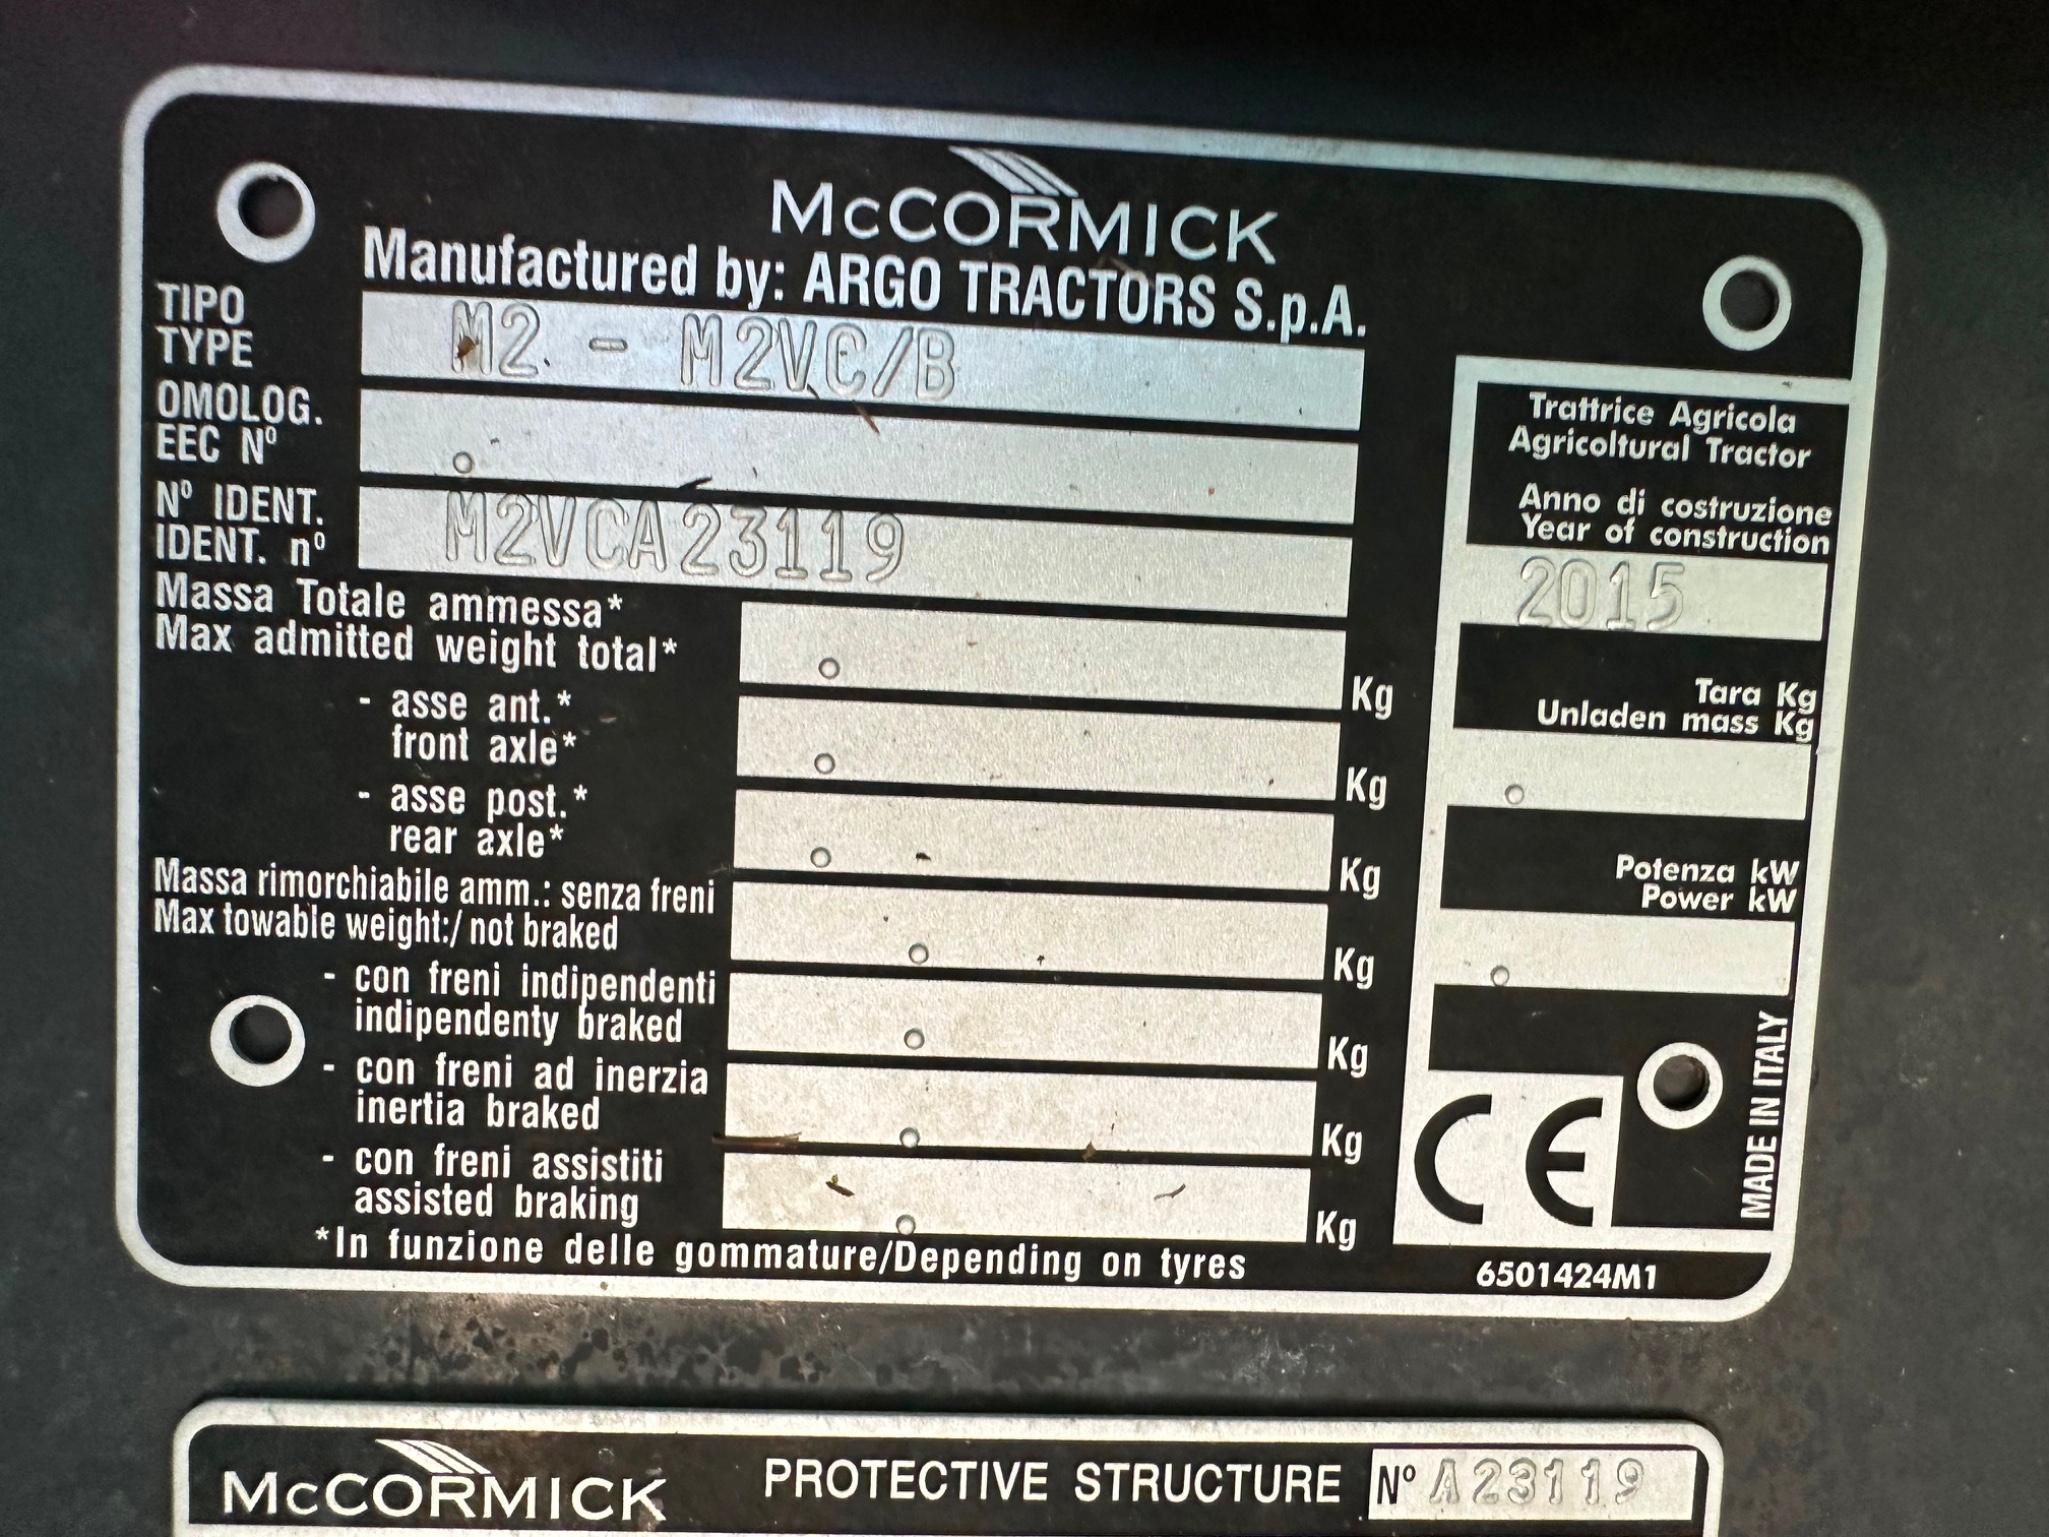 McCORMICK
Manufactured by: ARGO TRACTORS S.p.A.
TIPO
TYPE
M2 - M2VC/B
OMOLOG.
EEC Nº
Nº IDENT.
IDENT. nº
M2VCA23119
Massa Totale ammessa*
Max admitted weight total*
Kg
- asse ant.*
front axle*
Kg
- asse post.*
rear axle*
Kg
Massa rimorchiabile amm.: senza freni
Max towable weight:/ not braked
Kg
- con freni indipendenti
indipendenty braked
Kg
- con freni ad inerzia
inertia braked
Kg
- con freni assistiti
assisted braking
Kg
*In funzione delle gommature/Depending on tyres
Trattrice Agricola
Agricoltural Tractor
Anno di costruzione
Year of construction
2015
Tara Kg
Unladen mass Kg
Potenza kW
Power kW
CE
MADE IN ITALY
6501424M1
McCORMICK
PROTECTIVE STRUCTURE
Nº A23119